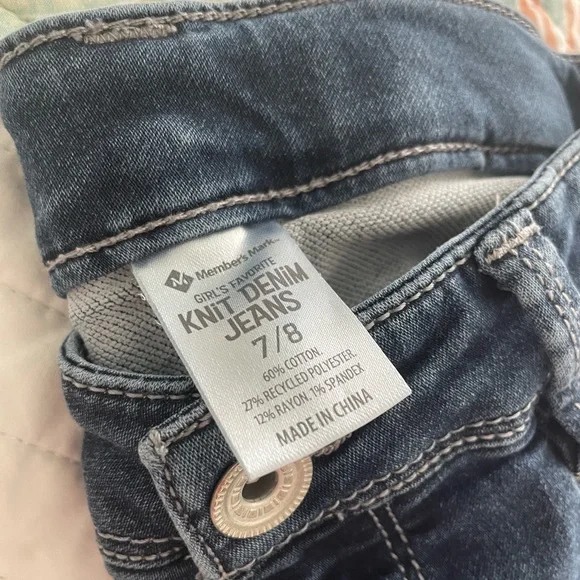 M Member's Mark™
GIRL'S FAVORITE
KNiT DENiM
JEANS
7/8
60% COTTON.
27% RECYCLED POLYESTER.
12% RAYON. 1% SPANDEX
MADE IN CHINA